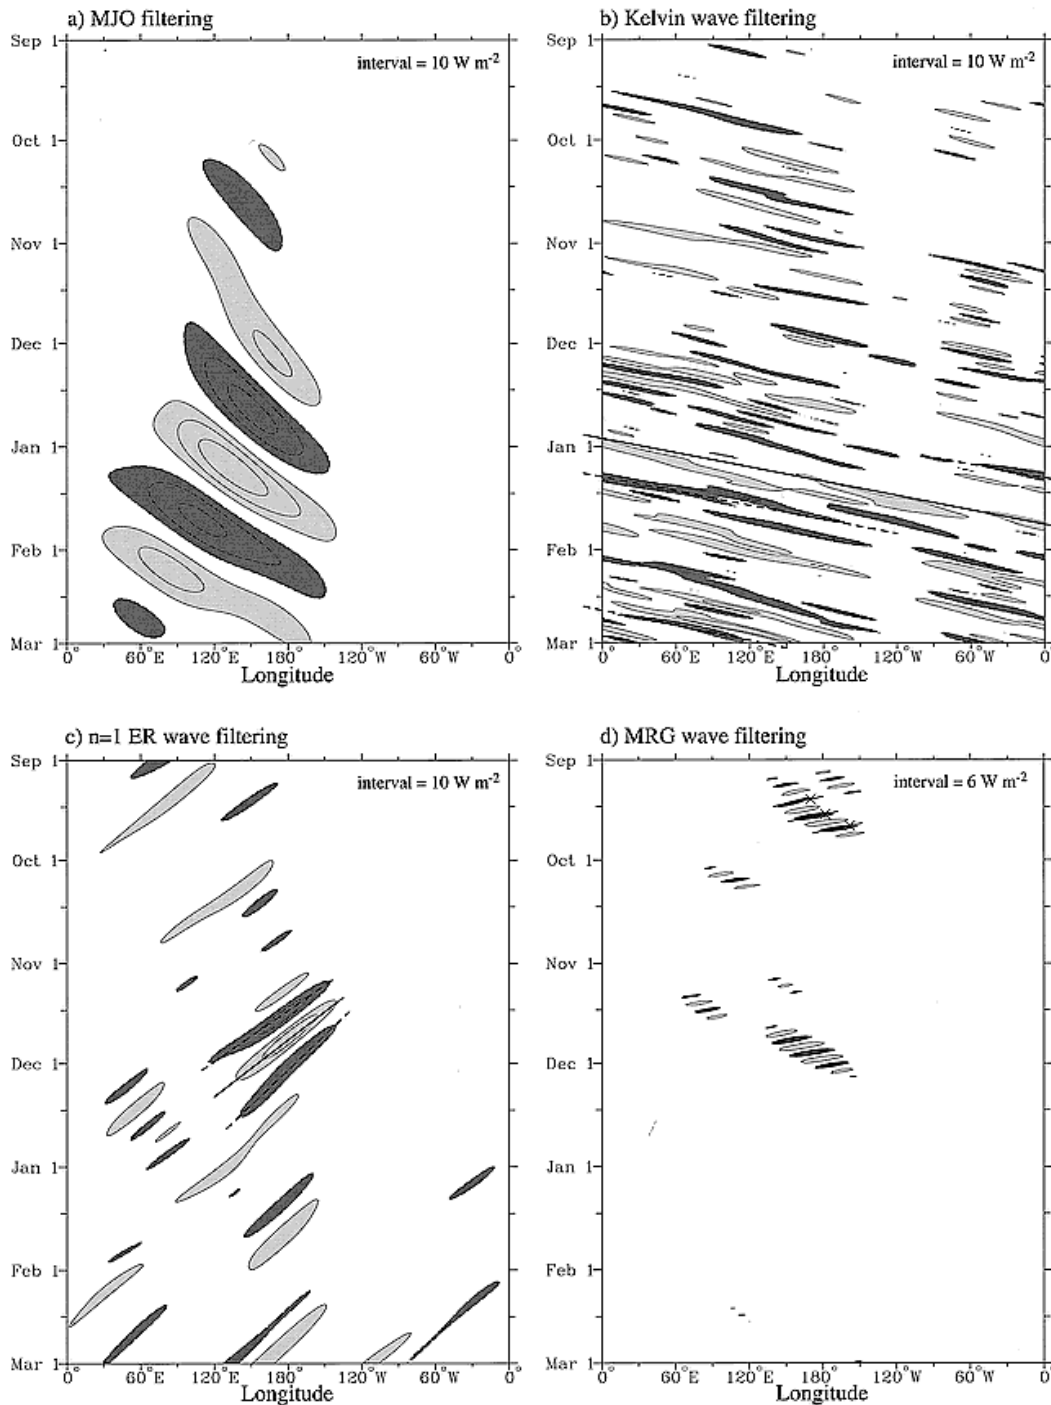 a) MJO filtering
interval = 10 W m-2
Sep 1
Oct 1
Nov 1
Dec 1
Jan 1
Feb 1
Mar 1
0° 60°E 120°E 180° 120°W 60°W 0°
Longitude
b) Kelvin wave filtering
interval = 10 W m-2
Sep 1
Oct 1
Nov 1
Dec 1
Jan 1
Feb 1
Mar 1
0° 60°E 120°E 180° 120°W 60°W 0°
Longitude
c) n=1 ER wave filtering
interval = 10 W m-2
Sep 1
Oct 1
Nov 1
Dec 1
Jan 1
Feb 1
Mar 1
0° 60°E 120°E 180° 120°W 60°W 0°
Longitude
d) MRG wave filtering
interval = 6 W m-2
Sep 1
Oct 1
Nov 1
Dec 1
Jan 1
Feb 1
Mar 1
0° 60°E 120°E 180° 120°W 60°W 0°
Longitude